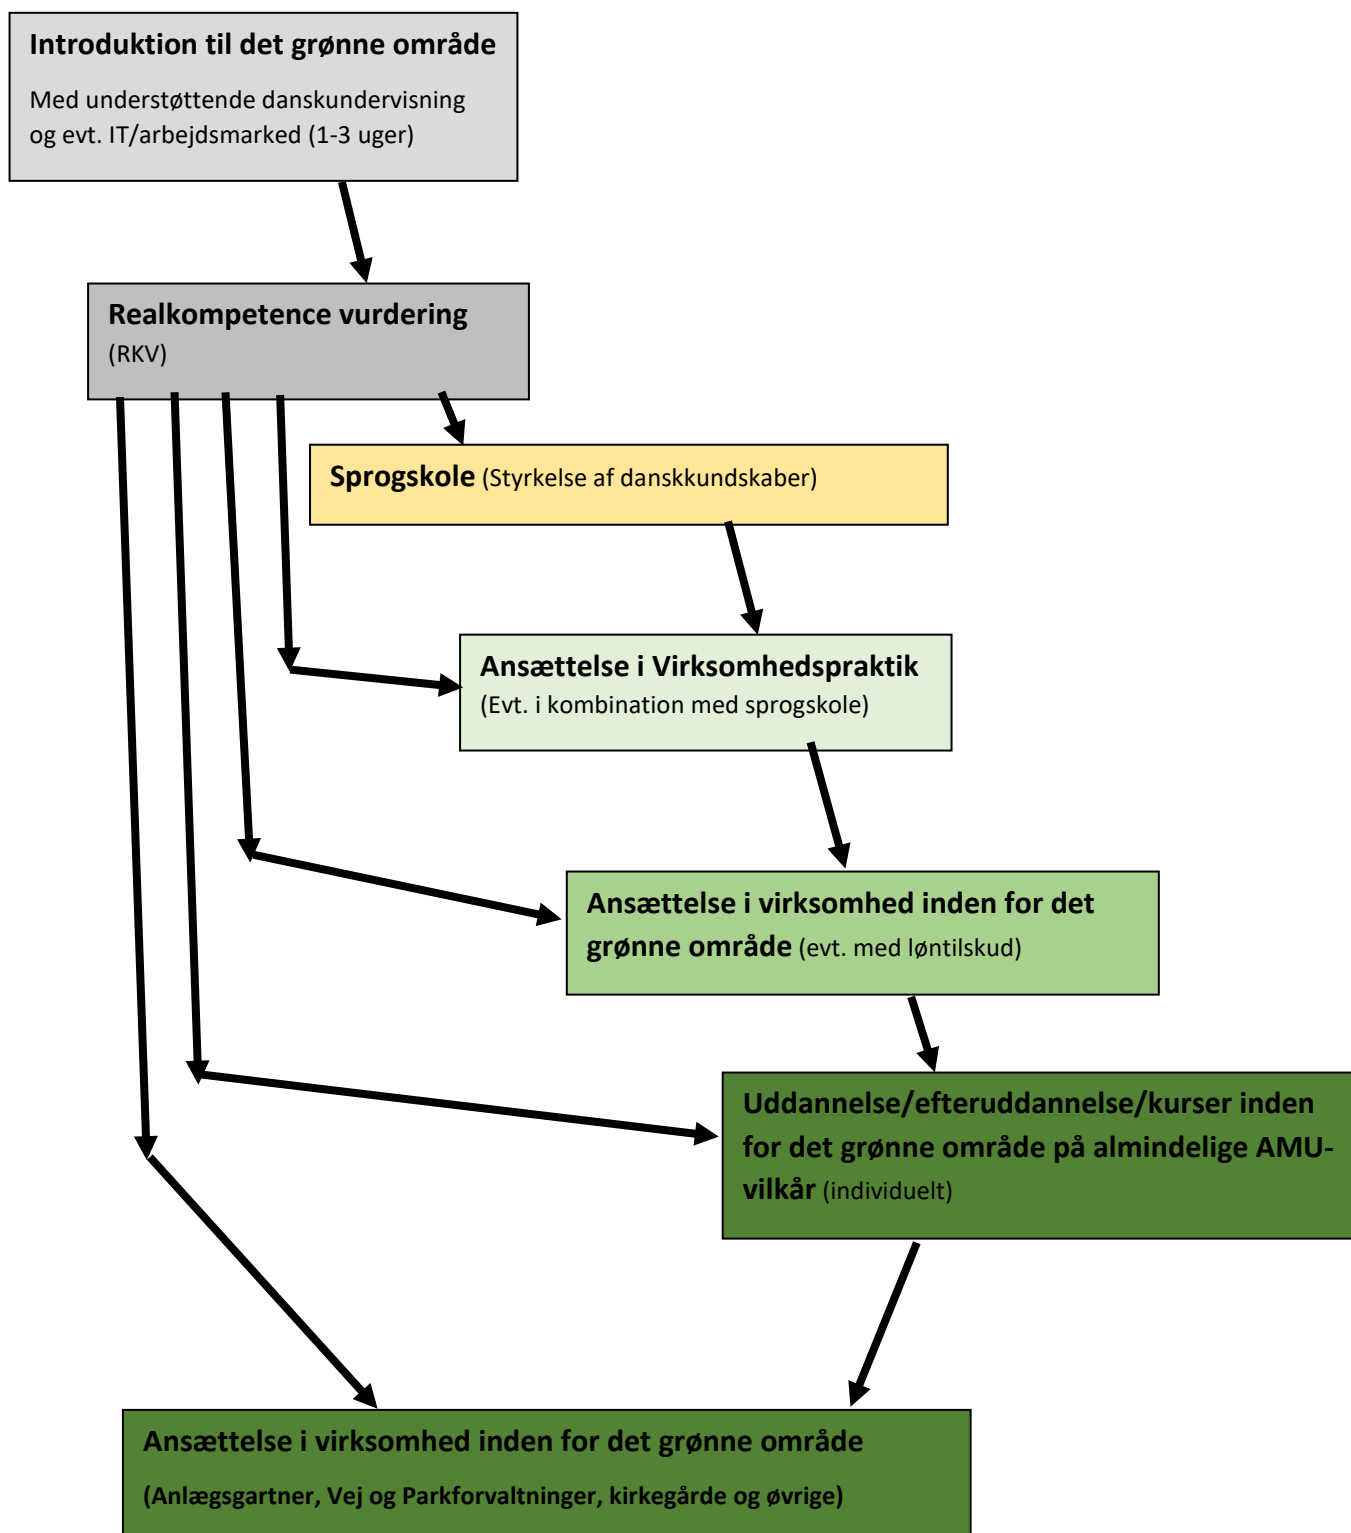 Introduktion til det grønne område
Med understøttende danskundervisning
og evt. IT/arbejdsmarked (1-3 uger)
Realkompetence vurdering
(RKV)
Sprogskole (Styrkelse af danskkundskaber)
Ansættelse i Virksomhedspraktik
(Evt. i kombination med sprogskole)
Ansættelse i virksomhed inden for det
grønne område (evt. med løntilskud)
Uddannelse/efteruddannelse/kurser inden
for det grønne område på almindelige AMU-
vilkår (individuelt)
Ansættelse i virksomhed inden for det grønne område
(Anlægsgartner, Vej og Parkforvaltninger, kirkegårde og øvrige)